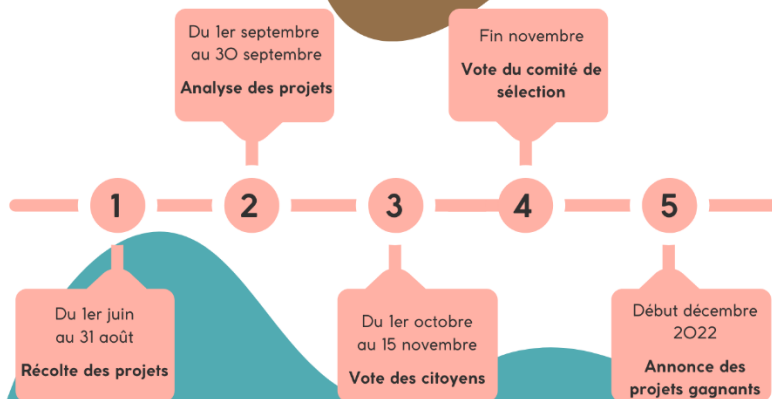 Du 1er septembre
au 30 septembre
Analyse des projets
Fin novembre
Vote du comité de
sélection
1
2
3
4
5
Du 1er juin
au 31 août
Récolte des projets
Du 1er octobre
au 15 novembre
Vote des citoyens
Début décembre
2022
Annonce des
projets gagnants